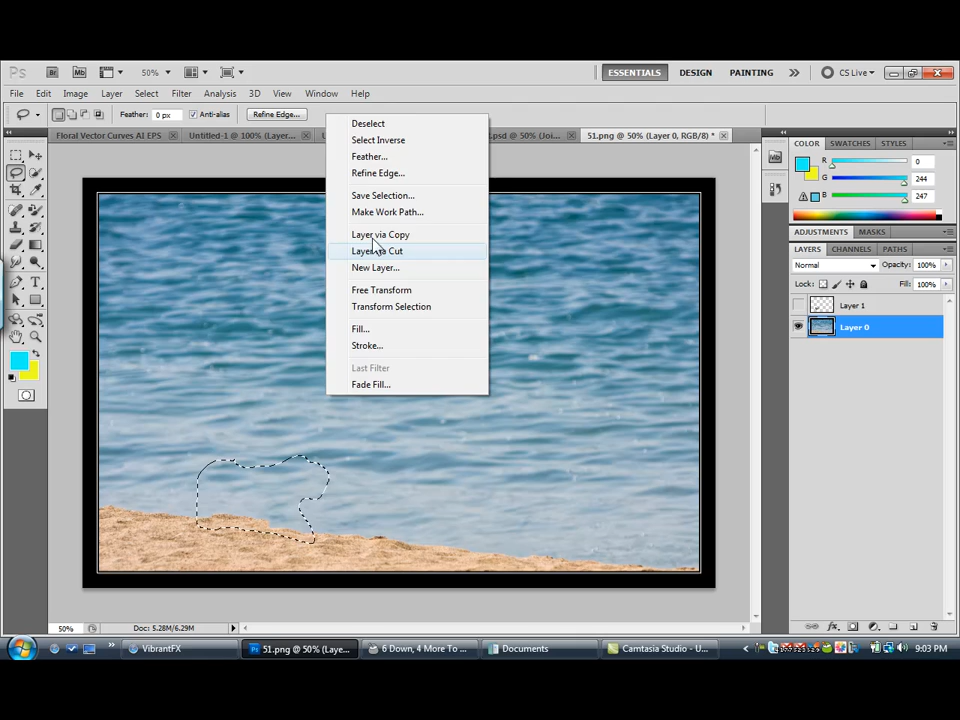 Ps Br Mb 50% ESSENTIALS DESIGN PAINTING CS Live
File Edit Image Layer Select Filter Analysis 3D View Window Help
Feather: 0 px Anti-alias Refine Edge...
Floral Vector Curves AI EPS Untitled-1 @ 100% (Layer... .psd @ 50% (Joi... 51.png @ 50% (Layer 0, RGB/8) *
Deselect
Select Inverse
Feather...
Refine Edge...
Save Selection...
Make Work Path...
Layer via Copy
Layer via Cut
New Layer...
Free Transform
Transform Selection
Fill...
Stroke...
Last Filter
Fade Fill...
COLOR SWATCHES STYLES
R 0
G 244
B 247
ADJUSTMENTS MASKS
LAYERS CHANNELS PATHS
Normal Opacity: 100%
Lock: Fill: 100%
Layer 1
Layer 0
50% Doc: 5.28M/6.29M
VibrantFX 51.png @ 50% (Laye... 6 Down, 4 More To ... Documents Camtasia Studio - U... 9:03 PM